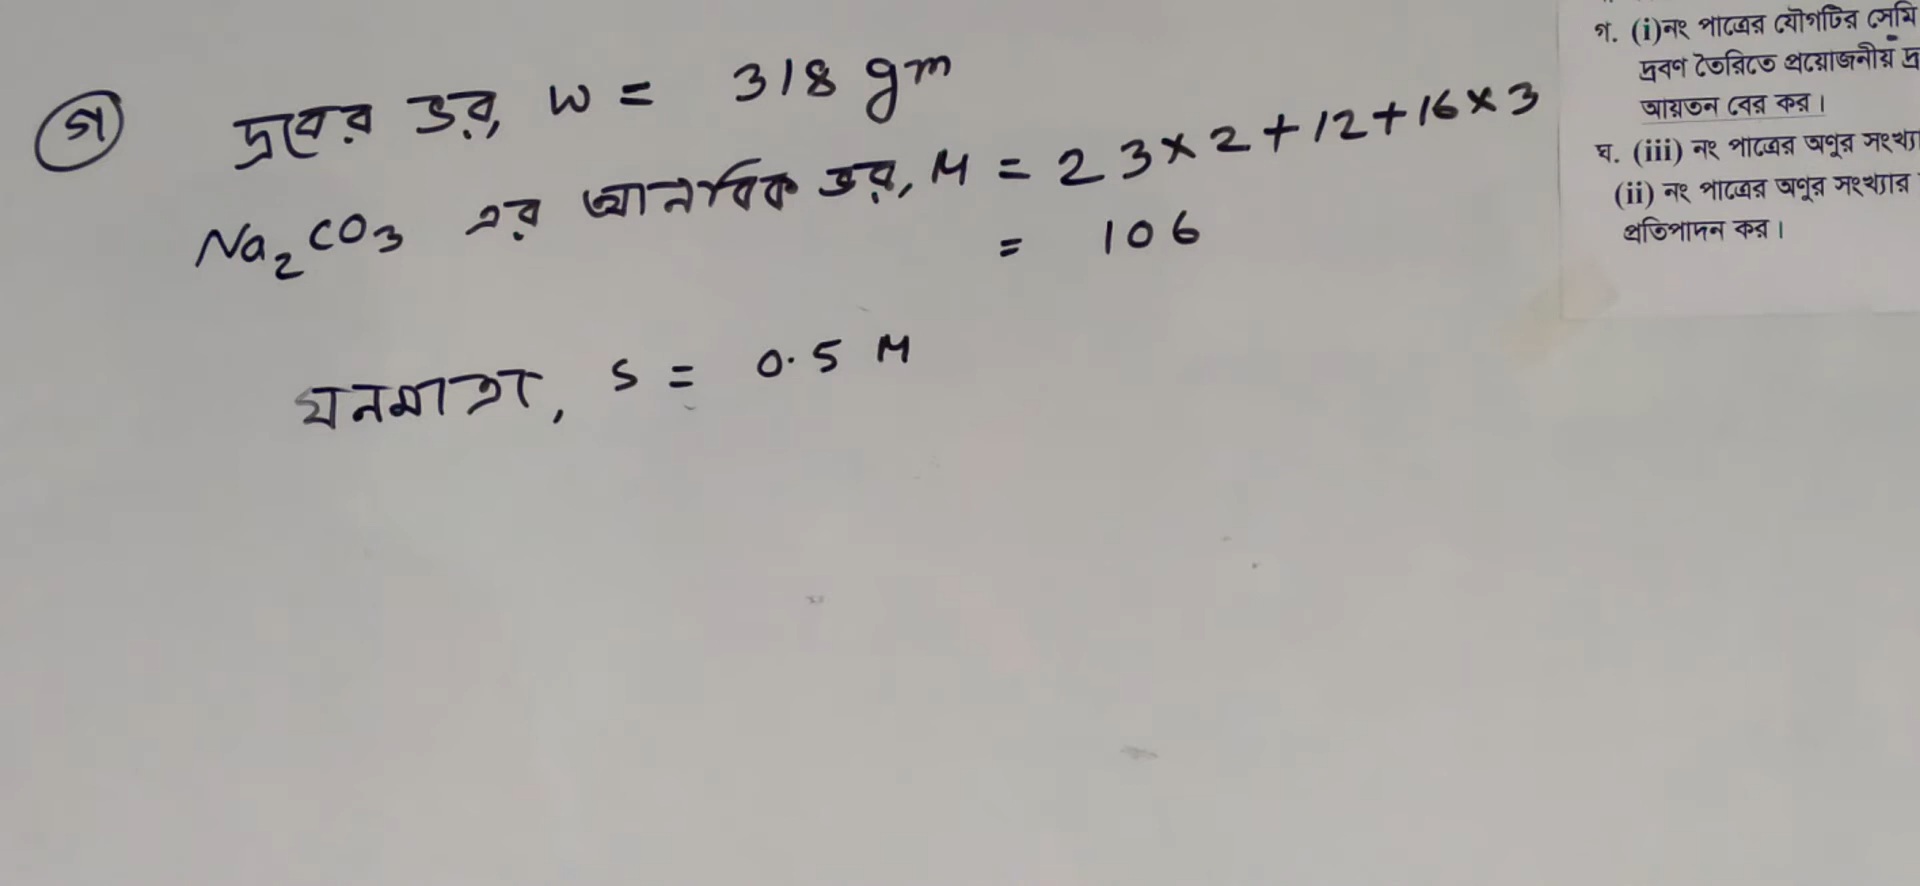 গ দ্রবের ভর, W = 318 gm
Na₂CO₃ এর আনবিক ভর, M = 23×2+12+16×3
= 106
ঘনমাত্রা, S = 0.5 M
গ. (i)নং পাত্রের যৌগটির সেমি
দ্রবণ তৈরিতে প্রয়োজনীয় দ্র
আয়তন বের কর।
ঘ. (iii) নং পাত্রের অণুর সংখ্যা
(ii) নং পাত্রের অণুর সংখ্যার
প্রতিপাদন কর।